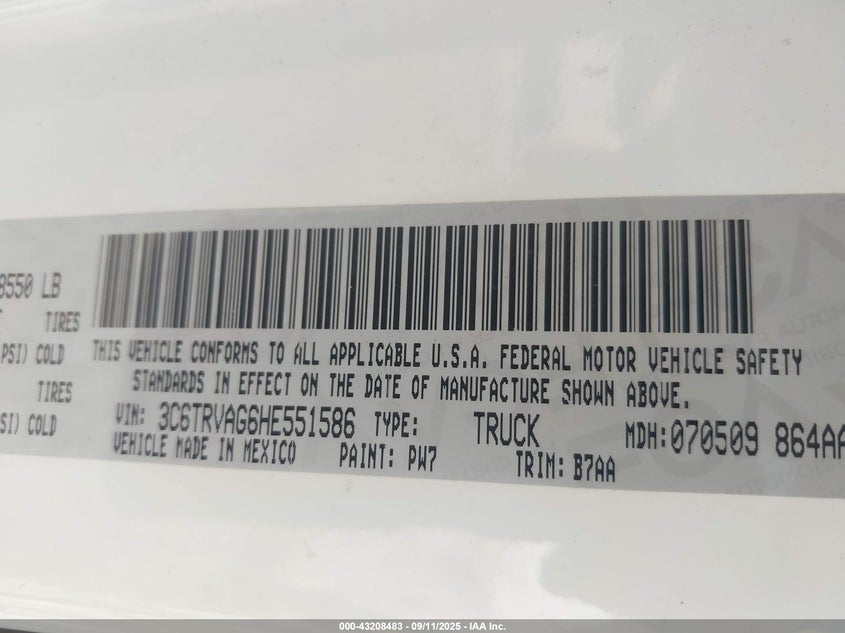 8550 LB
TIRES
PSI) COLD
TIRES
SI) COLD
THIS VEHICLE CONFORMS TO ALL APPLICABLE U.S.A. FEDERAL MOTOR VEHICLE SAFETY
STANDARDS IN EFFECT ON THE DATE OF MANUFACTURE SHOWN ABOVE.
VIN: 3C6TRVAG6HE551586 TYPE: TRUCK MDH: 070509 864AA
VEHICLE MADE IN MEXICO PAINT: PW7 TRIM: B7AA
000-43208483 - 09/11/2025 - IAA Inc.